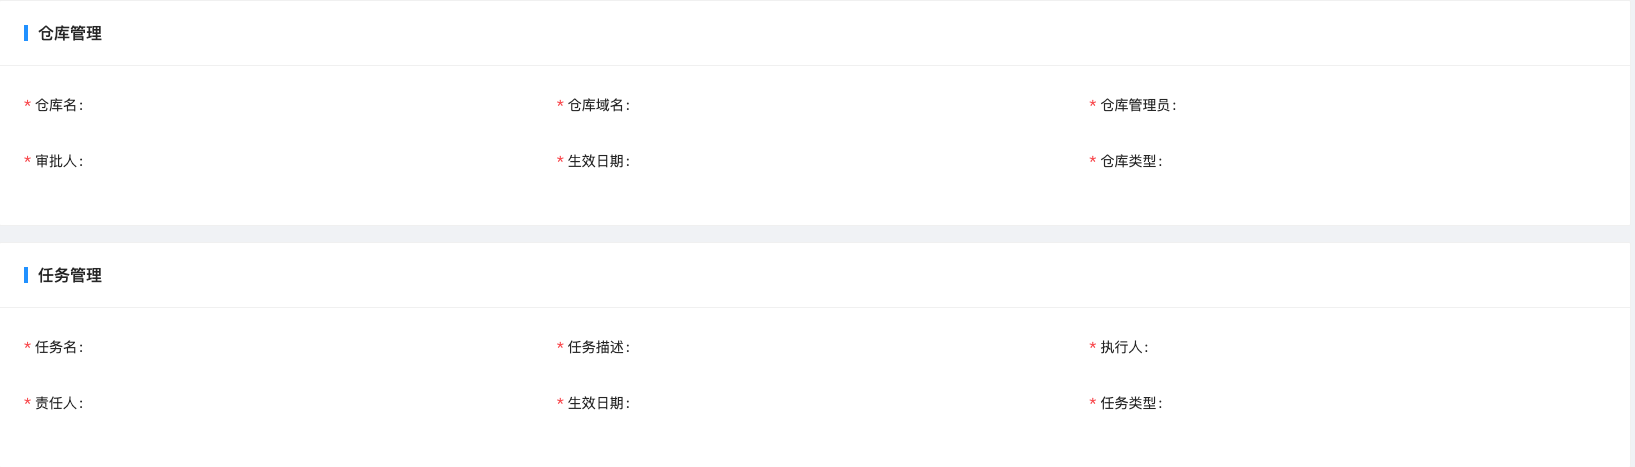 仓库管理
* 仓库名: * 仓库域名: * 仓库管理员:
* 审批人: * 生效日期: * 仓库类型:
任务管理
* 任务名: * 任务描述: * 执行人:
* 责任人: * 生效日期: * 任务类型: